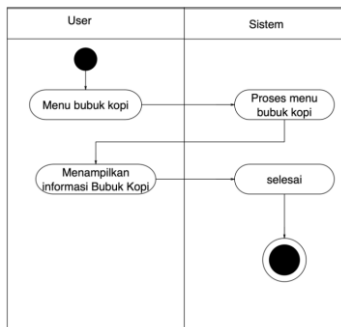 User
Sistem
Menu bubuk kopi
Proses menu
bubuk kopi
Menampilkan
informasi Bubuk Kopi
selesai